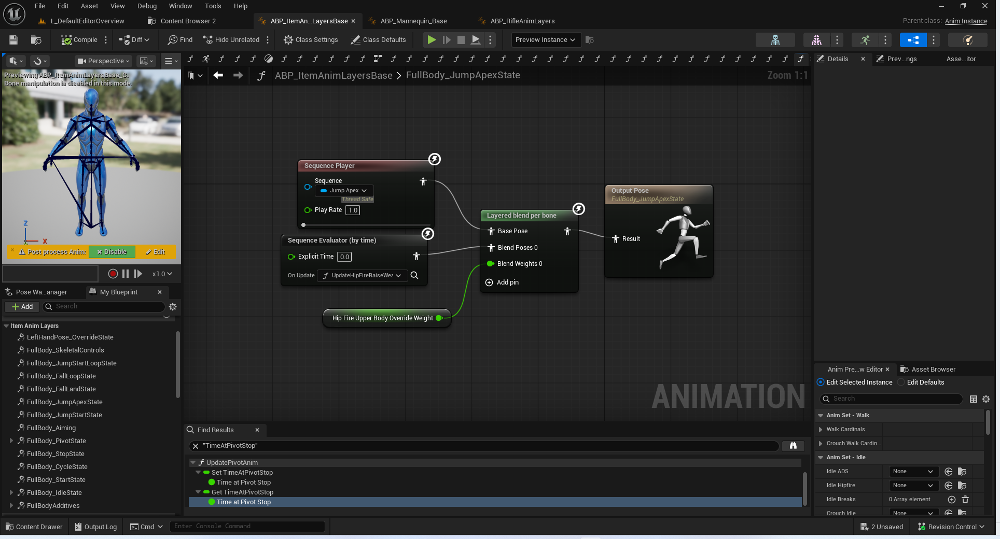 File Edit Asset View Debug Window Tools Help
L_DefaultEditorOverview Content Browser 2 ABP_ItemAn...LayersBase ABP_Mannequin_Base ABP_RifleAnimLayers Parent class: Anim Instance
Compile Diff Find Hide Unrelated Class Settings Class Defaults Preview Instance
Perspective
Previewing ABP_ItemAnimLayersBase_C.
Bone manipulation is disabled in this mode.
Z
X
Post process Anim Disable Edit
x1.0
Pose Wa...anager My Blueprint
Add Search
Item Anim Layers
LeftHandPose_OverrideState
FullBody_SkeletalControls
FullBody_JumpStartLoopState
FullBody_FallLoopState
FullBody_FallLandState
FullBody_JumpApexState
FullBody_JumpStartState
FullBody_Aiming
FullBody_PivotState
FullBody_StopState
FullBody_CycleState
FullBody_StartState
FullBody_IdleState
FullBodyAdditives
ABP_ItemAnimLayersBase > FullBody_JumpApexState Zoom 1:1
Sequence Player
Sequence
Jump Apex
Thread Safe
Play Rate 1.0
Sequence Evaluator (by time)
Explicit Time 0.0
On Update UpdateHipFireRaiseWea
Hip Fire Upper Body Override Weight
Layered blend per bone
Base Pose
Blend Poses 0
Blend Weights 0
Add pin
Output Pose
FullBody_JumpApexState
Result
ANIMATION
Find Results
"TimeAtPivotStop"
UpdatePivotAnim
Set TimeAtPivotStop
Time at Pivot Stop
Get TimeAtPivotStop
Time at Pivot Stop
Details Prev...ngs Asse...itor
Anim Pre...w Editor Asset Browser
Edit Selected Instance Edit Defaults
Search
Anim Set - Walk
Walk Cardinals
Crouch Walk Cardin...
Anim Set - Idle
Idle ADS None
Idle Hipfire None
Idle Breaks 0 Array element
Crouch Idle None
Content Drawer Output Log Cmd Enter Console Command 2 Unsaved Revision Control